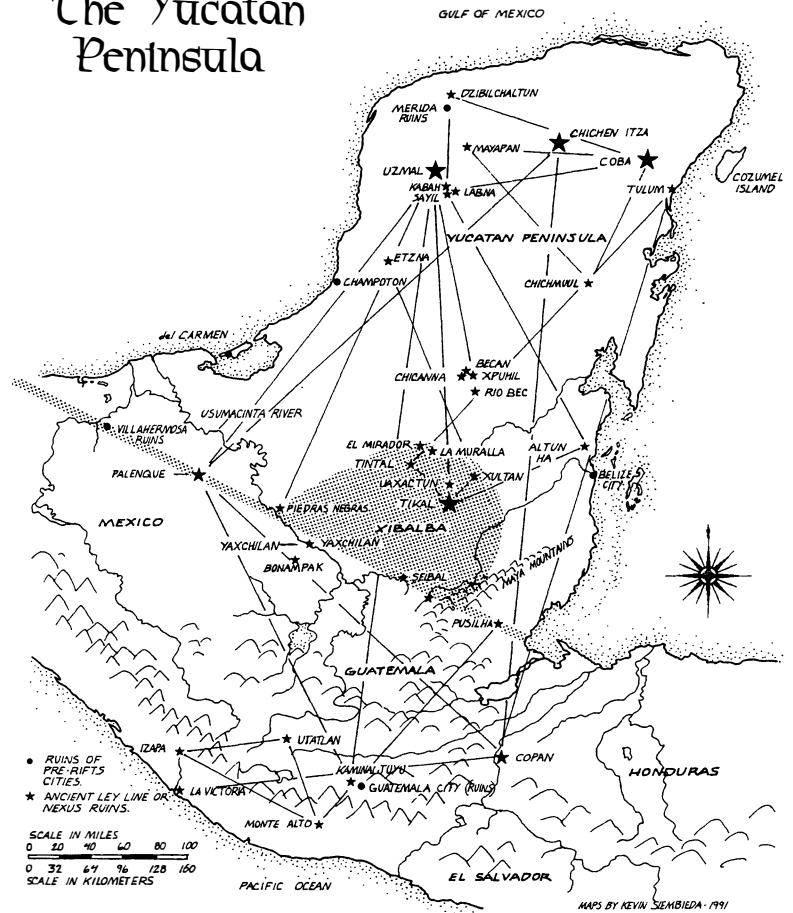 The Yucatan
Peninsula
GULF OF MEXICO
DZIBILCHALTUN
MERIDA
RUINS
CHICHEN ITZA
MAYAPAN
COBA
UZMAL
KABAH
SAYIL
LABNA
TULUM
COZUMEL
ISLAND
YUCATAN PENINSULA
ETZNA
CHAMPOTON
CHICHMUUL
del CARMEN
BECAN
CHICANNA
XPUHIL
RIO BEC
USUMACINTA RIVER
VILLAHERMOSA
RUINS
EL MIRADOR
LA MURALLA
ALTUN
HA
TINTAL
PALENQUE
UAXACTUN
XULTAN
BELIZE
CITY
TIKAL
PIEDRAS NEGRAS
MEXICO
XIBALBA
YAXCHILAN
YAXCHILAN
BONAMPAK
MAYA MOUNTAINS
SEIBAL
PUSILHA
GUATEMALA
IZAPA
UTATLAN
COPAN
KAMINALTUYU
HONDURAS
LA VICTORIA
GUATEMALA CITY (RUINS)
MONTE ALTO
RUINS OF
PRE-RIFTS
CITIES.
ANCIENT LEY LINE OR
NEXUS RUINS.
SCALE IN MILES
0 20 40 60 80 100
0 32 64 96 128 160
SCALE IN KILOMETERS
PACIFIC OCEAN
EL SALVADOR
MAPS BY KEVIN SIEMBIEDA-1991